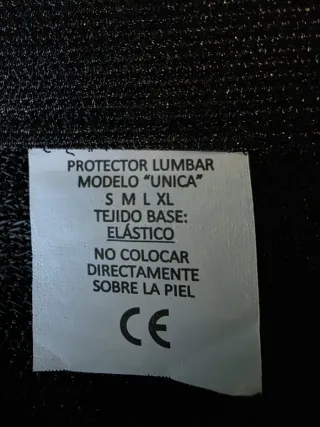 PROTECTOR LUMBAR
MODELO "UNICA"
S M L XL
TEJIDO BASE:
ELÁSTICO
NO COLOCAR
DIRECTAMENTE
SOBRE LA PIEL
CE